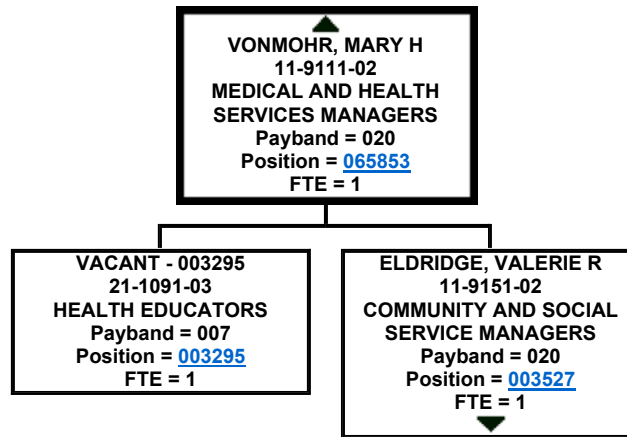 VONMOHR, MARY H
11-9111-02
MEDICAL AND HEALTH
SERVICES MANAGERS
Payband = 020
Position = 065853
FTE = 1
VACANT - 003295
21-1091-03
HEALTH EDUCATORS
Payband = 007
Position = 003295
FTE = 1
ELDRIDGE, VALERIE R
11-9151-02
COMMUNITY AND SOCIAL
SERVICE MANAGERS
Payband = 020
Position = 003527
FTE = 1